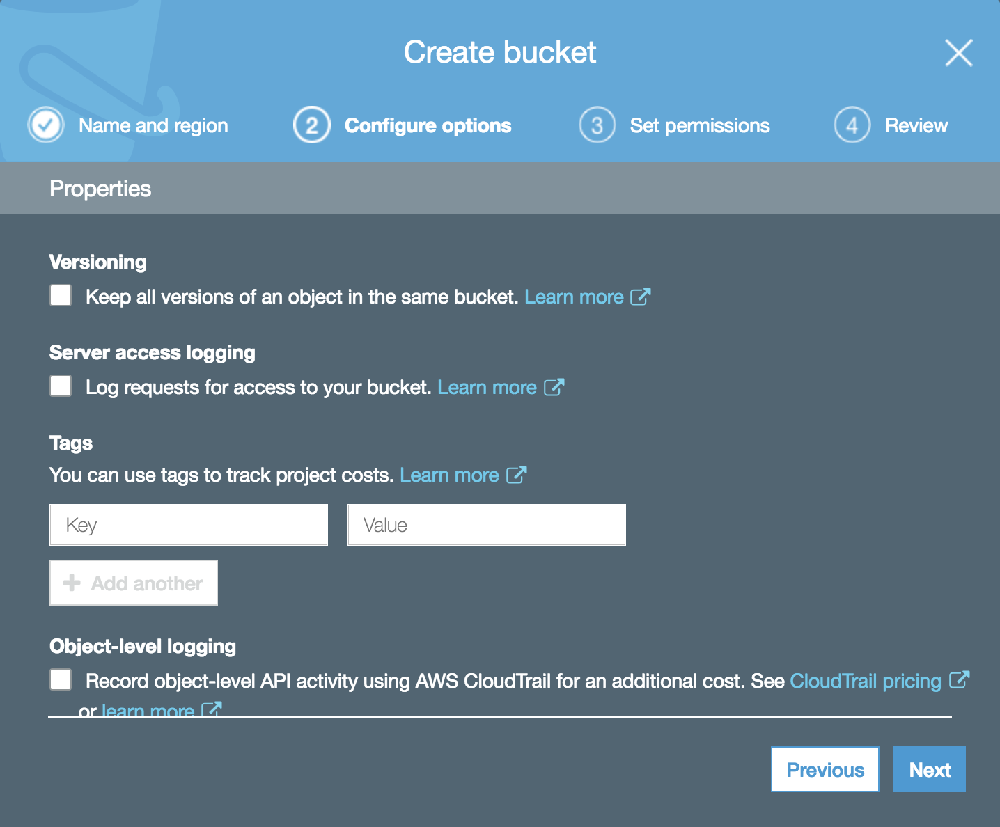 Create bucket
Name and region
2 Configure options
3 Set permissions
4 Review
Properties
Versioning
Keep all versions of an object in the same bucket. Learn more
Server access logging
Log requests for access to your bucket. Learn more
Tags
You can use tags to track project costs. Learn more
Key Value
Add another
Object-level logging
Record object-level API activity using AWS CloudTrail for an additional cost. See CloudTrail pricing
or learn more
Previous Next